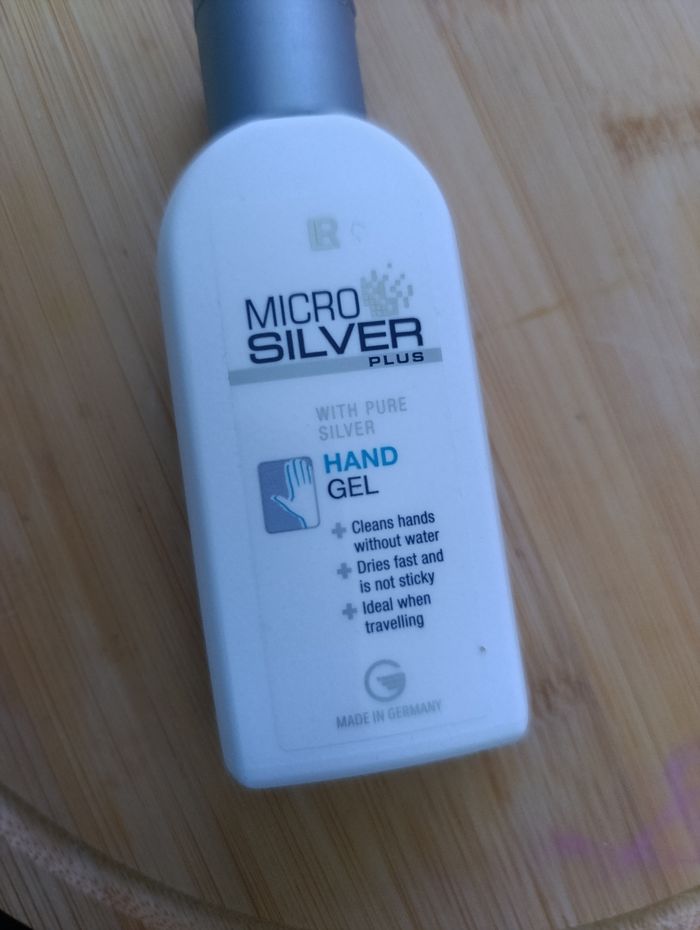 LR
MICRO
SILVER
PLUS
WITH PURE
SILVER
HAND
GEL
+ Cleans hands
without water
+ Dries fast and
is not sticky
+ Ideal when
travelling
MADE IN GERMANY